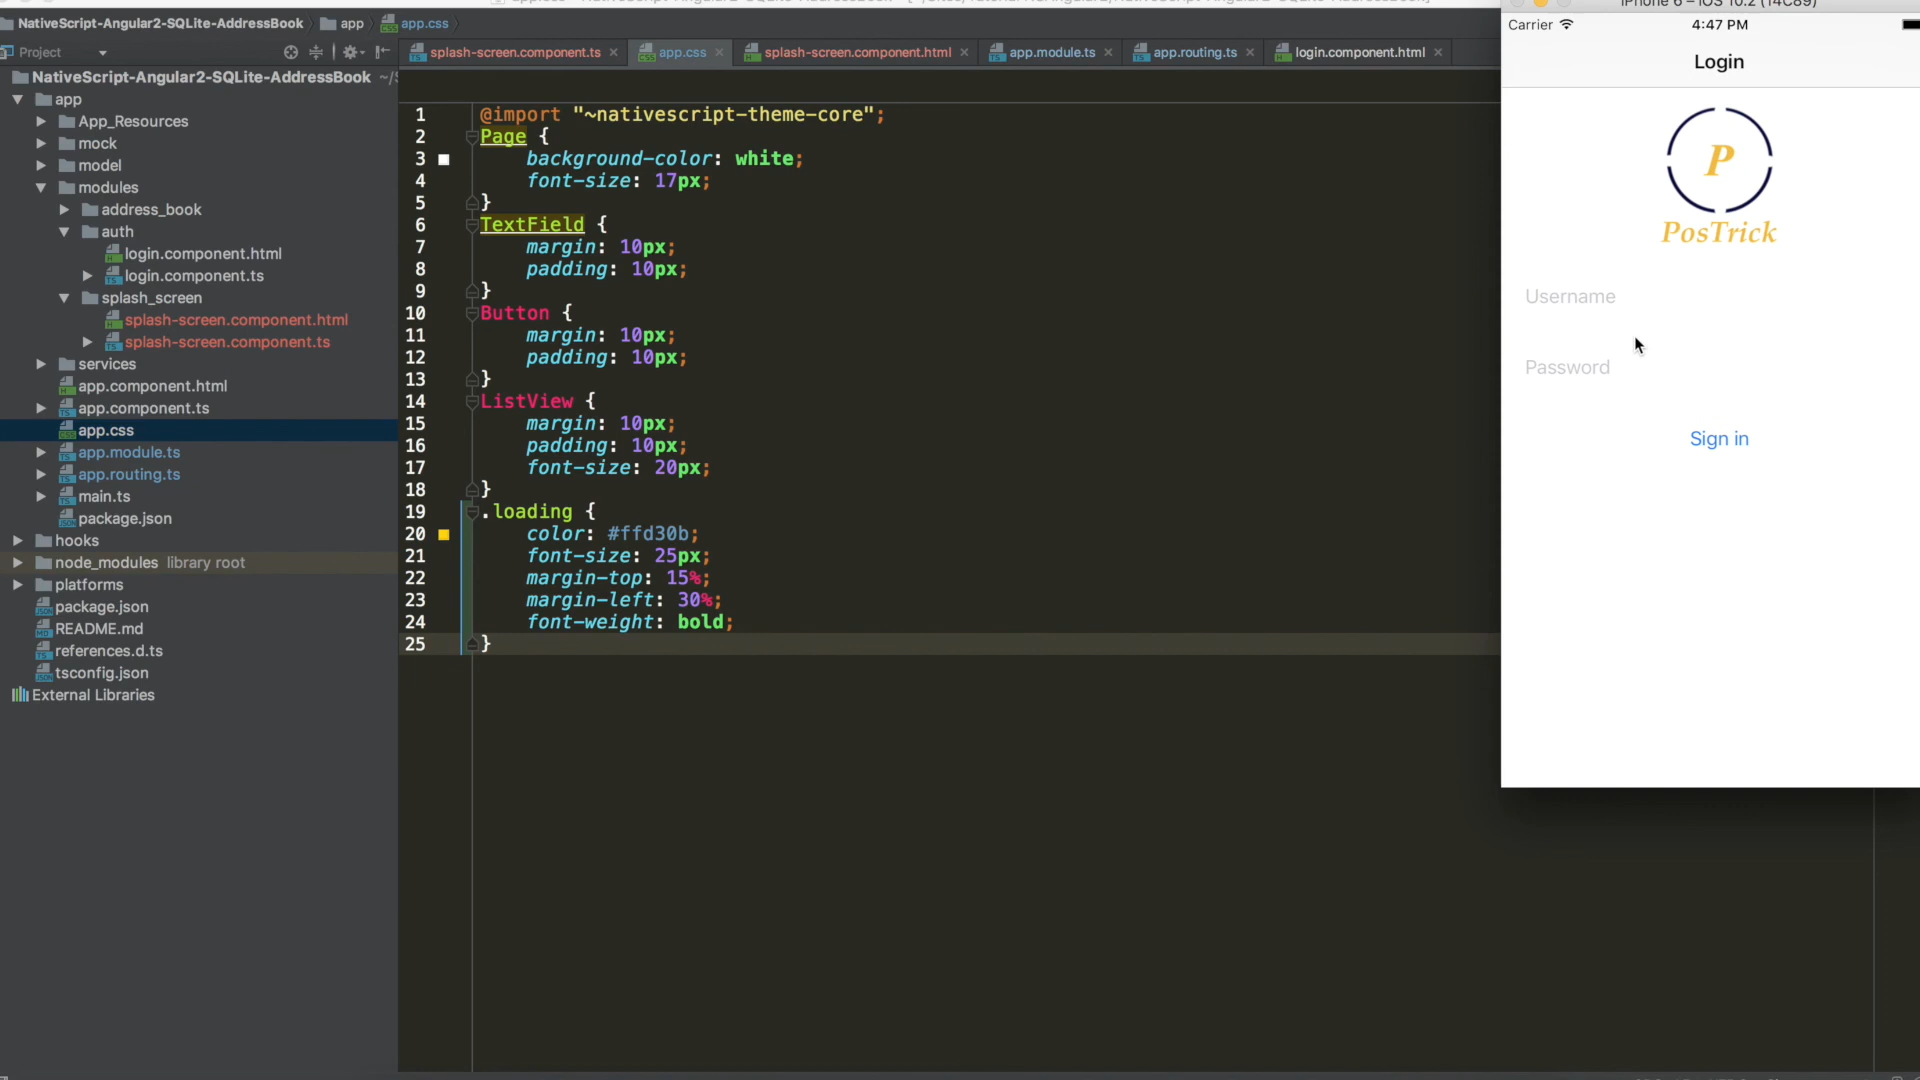 NativeScript-Angular2-SQLite-AddressBook
app
app.css
Project
splash-screen.component.ts
app.css
splash-screen.component.html
app.module.ts
app.routing.ts
login.component.html
NativeScript-Angular2-SQLite-AddressBook ~/S
app
App_Resources
mock
model
modules
address_book
auth
login.component.html
login.component.ts
splash_screen
splash-screen.component.html
splash-screen.component.ts
services
app.component.html
app.component.ts
app.css
app.module.ts
app.routing.ts
main.ts
package.json
hooks
node_modules library root
platforms
package.json
README.md
references.d.ts
tsconfig.json
External Libraries
1 @import "~nativescript-theme-core";
2 Page {
3 background-color: white;
4 font-size: 17px;
5 }
6 TextField {
7 margin: 10px;
8 padding: 10px;
9 }
10 Button {
11 margin: 10px;
12 padding: 10px;
13 }
14 ListView {
15 margin: 10px;
16 padding: 10px;
17 font-size: 20px;
18 }
19 .loading {
20 color: #ffd30b;
21 font-size: 25px;
22 margin-top: 15%;
23 margin-left: 30%;
24 font-weight: bold;
25 }
iPhone 6 – iOS 10.2 (14C89)
Carrier
4:47 PM
Login
P
PosTrick
Username
Password
Sign in